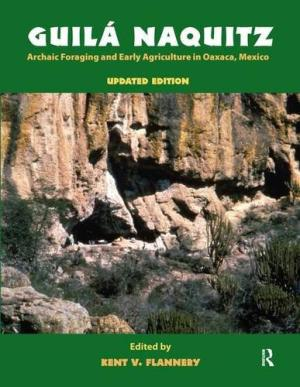 GUILÁ NAQUITZ
Archaic Foraging and Early Agriculture in Oaxaca, Mexico
UPDATED EDITION
Edited by
KENT V. FLANNERY
R